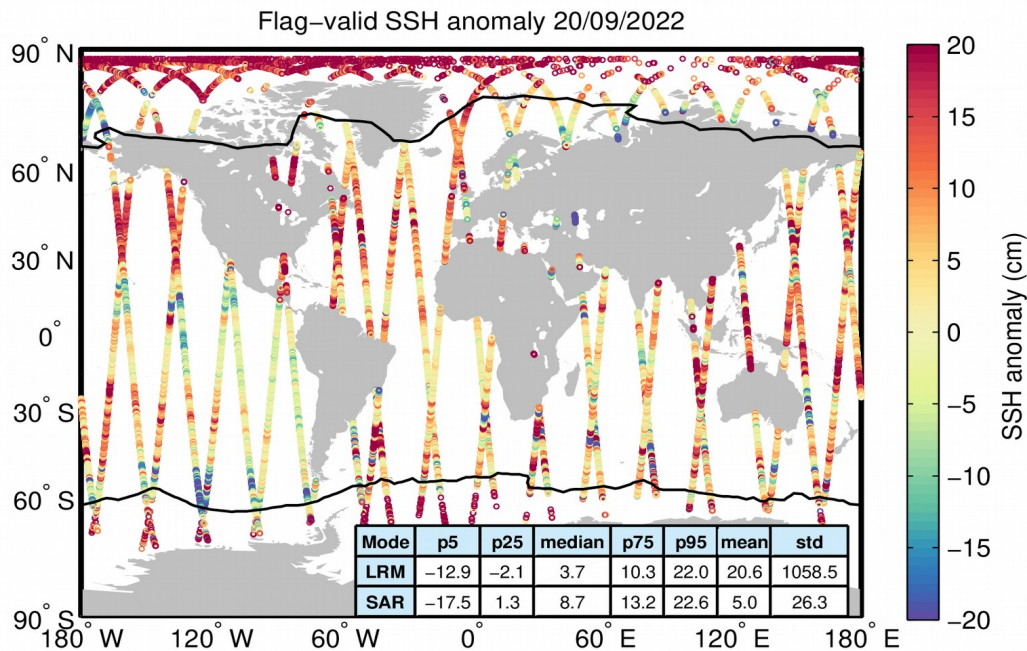 Flag−valid SSH anomaly 20/09/2022
90° N
60° N
30° N
0°
30° S
60° S
90° S
180° W 120° W 60° W 0° 60° E 120° E 180° E
Mode p5 p25 median p75 p95 mean std
LRM −12.9 −2.1 3.7 10.3 22.0 20.6 1058.5
SAR −17.5 1.3 8.7 13.2 22.6 5.0 26.3
20
15
10
5
0
−5
−10
−15
−20
SSH anomaly (cm)